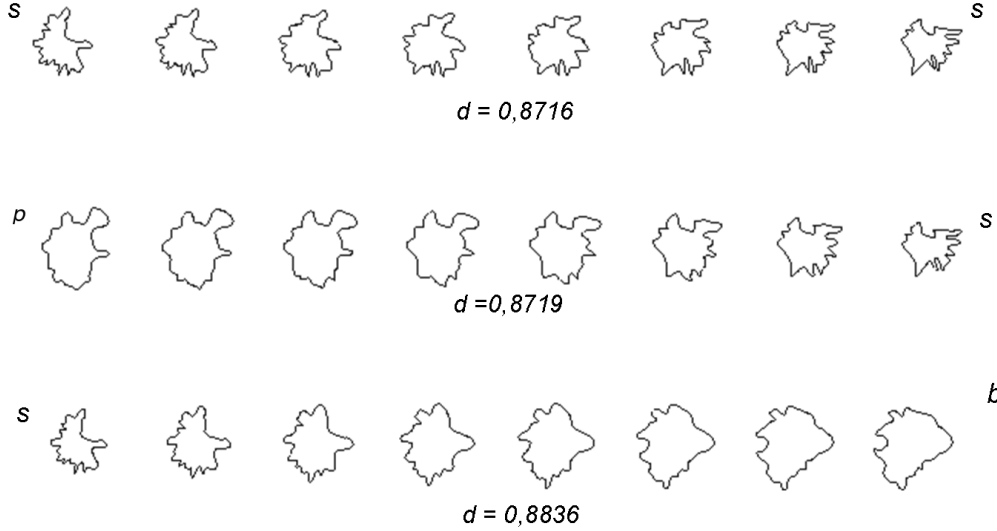 s s
d = 0,8716
p s
d =0,8719
s b
d = 0,8836